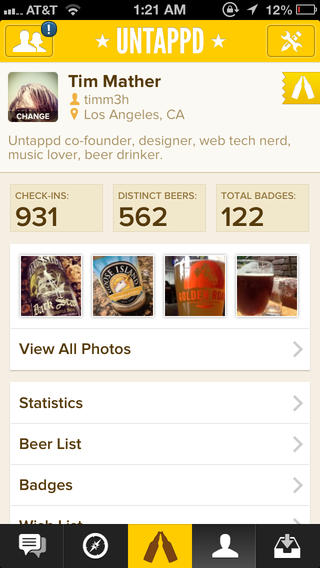 AT&T 1:21 AM 12%
UNTAPPD
!
Tim Mather
timm3h
Los Angeles, CA
CHANGE
Untappd co-founder, designer, web tech nerd,
music lover, beer drinker.
CHECK-INS: DISTINCT BEERS: TOTAL BADGES:
931 562 122
GOOSE ISLAND
View All Photos
Statistics
Beer List
Badges
Wish List